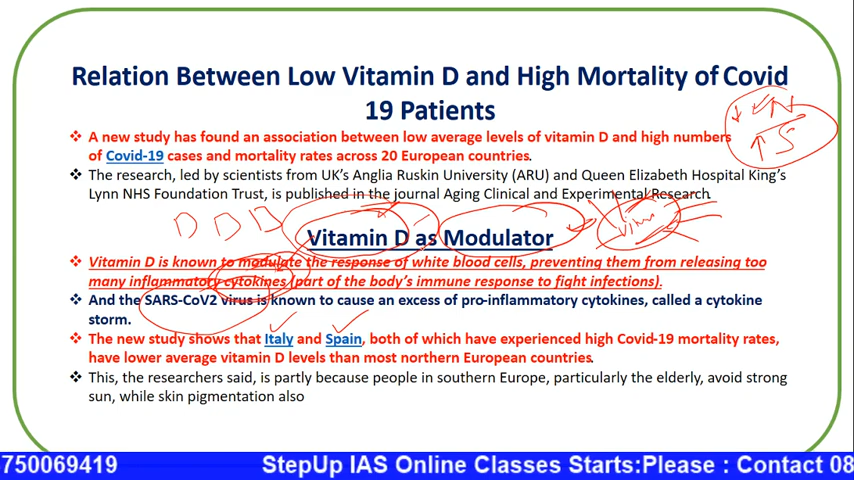 Relation Between Low Vitamin D and High Mortality of Covid
19 Patients
❖ A new study has found an association between low average levels of vitamin D and high numbers
of Covid-19 cases and mortality rates across 20 European countries.
❖ The research, led by scientists from UK's Anglia Ruskin University (ARU) and Queen Elizabeth Hospital King's
Lynn NHS Foundation Trust, is published in the journal Aging Clinical and Experimental Research.
N
S
D D D
Vitamin D as Modulator
❖ Vitamin D is known to modulate the response of white blood cells, preventing them from releasing too
many inflammatory cytokines (part of the body's immune response to fight infections).
❖ And the SARS-CoV2 virus is known to cause an excess of pro-inflammatory cytokines, called a cytokine
storm.
❖ The new study shows that Italy and Spain, both of which have experienced high Covid-19 mortality rates,
have lower average vitamin D levels than most northern European countries.
❖ This, the researchers said, is partly because people in southern Europe, particularly the elderly, avoid strong
sun, while skin pigmentation also
3750069419 StepUp IAS Online Classes Starts:Please : Contact 08